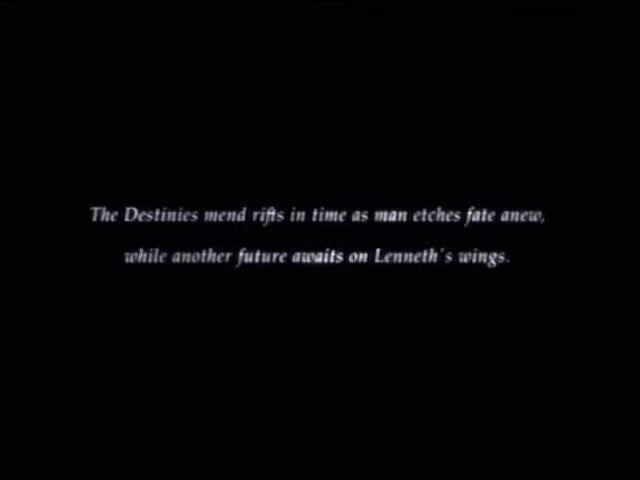 The Destinies mend rifts in time as man etches fate anew,
while another future awaits on Lenneth's wings.